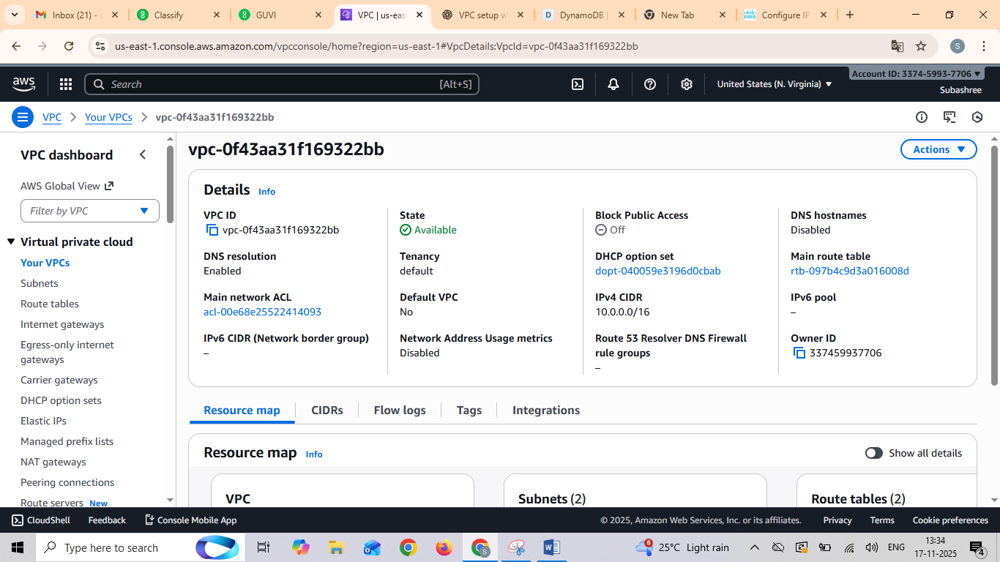 Inbox (21) -
Classify
GUVI
VPC | us-eas
VPC setup w
DynamoDB |
New Tab
Configure IP
us-east-1.console.aws.amazon.com/vpcconsole/home?region=us-east-1#VpcDetails:VpcId=vpc-0f43aa31f169322bb
S
aws
Search
[Alt+S]
United States (N. Virginia)
Account ID: 3374-5993-7706
Subashree
VPC
Your VPCs
vpc-0f43aa31f169322bb
VPC dashboard
AWS Global View
Filter by VPC
Virtual private cloud
Your VPCs
Subnets
Route tables
Internet gateways
Egress-only internet
gateways
Carrier gateways
DHCP option sets
Elastic IPs
Managed prefix lists
NAT gateways
Peering connections
Route servers New
vpc-0f43aa31f169322bb
Actions
Details Info
VPC ID
vpc-0f43aa31f169322bb
State
Available
Block Public Access
Off
DNS hostnames
Disabled
DNS resolution
Enabled
Tenancy
default
DHCP option set
dopt-040059e3196d0cbab
Main route table
rtb-097b4c9d3a016008d
Main network ACL
acl-00e68e25522414093
Default VPC
No
IPv4 CIDR
10.0.0.0/16
IPv6 pool
–
IPv6 CIDR (Network border group)
–
Network Address Usage metrics
Disabled
Route 53 Resolver DNS Firewall
rule groups
–
Owner ID
337459937706
Resource map
CIDRs
Flow logs
Tags
Integrations
Resource map Info
Show all details
VPC
Subnets (2)
Route tables (2)
CloudShell
Feedback
Console Mobile App
© 2025, Amazon Web Services, Inc. or its affiliates.
Privacy
Terms
Cookie preferences
Type here to search
6
25°C Light rain
ENG
13:34
17-11-2025
4